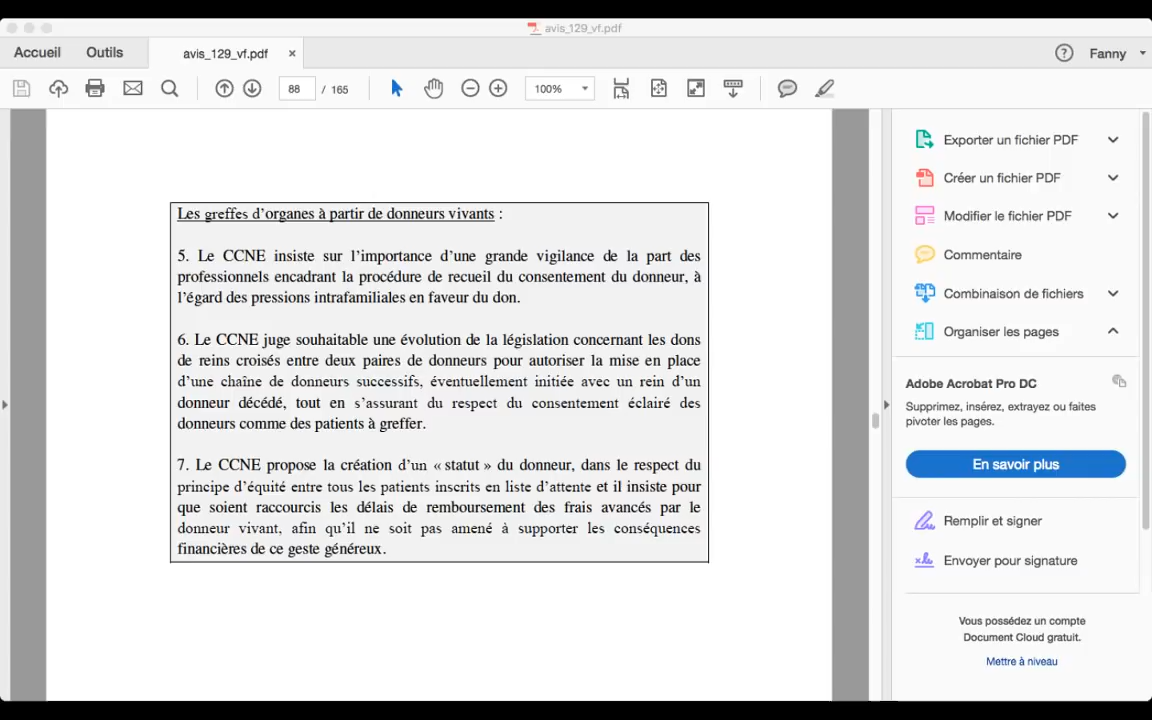 avis_129_vf.pdf
Accueil
Outils
avis_129_vf.pdf ×
?
Fanny
88 / 165
100%
Les greffes d’organes à partir de donneurs vivants :
5. Le CCNE insiste sur l’importance d’une grande vigilance de la part des
professionnels encadrant la procédure de recueil du consentement du donneur, à
l’égard des pressions intrafamiliales en faveur du don.
6. Le CCNE juge souhaitable une évolution de la législation concernant les dons
de reins croisés entre deux paires de donneurs pour autoriser la mise en place
d’une chaîne de donneurs successifs, éventuellement initiée avec un rein d’un
donneur décédé, tout en s’assurant du respect du consentement éclairé des
donneurs comme des patients à greffer.
7. Le CCNE propose la création d’un « statut » du donneur, dans le respect du
principe d’équité entre tous les patients inscrits en liste d’attente et il insiste pour
que soient raccourcis les délais de remboursement des frais avancés par le
donneur vivant, afin qu’il ne soit pas amené à supporter les conséquences
financières de ce geste généreux.
Exporter un fichier PDF
Créer un fichier PDF
Modifier le fichier PDF
Commentaire
Combinaison de fichiers
Organiser les pages
Adobe Acrobat Pro DC
Supprimez, insérez, extrayez ou faites
pivoter les pages.
En savoir plus
Remplir et signer
Envoyer pour signature
Vous possédez un compte
Document Cloud gratuit.
Mettre à niveau